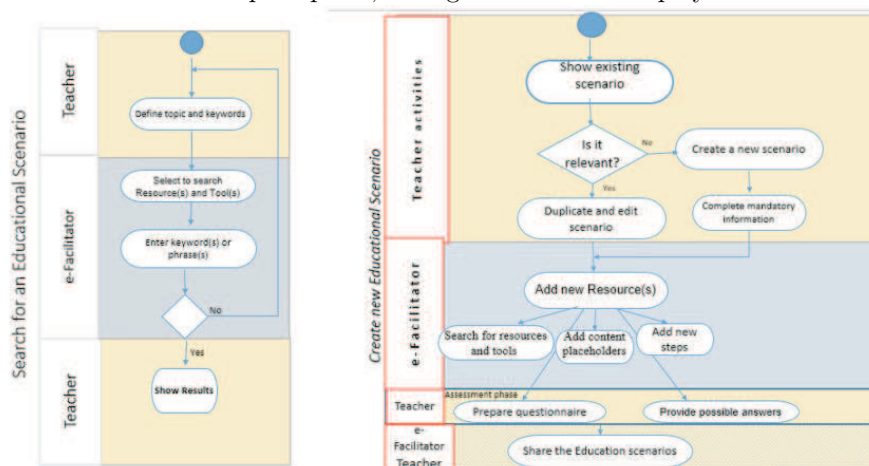 Search for an Educational Scenario
Teacher
e-Facilitator
Teacher
Define topic and keywords
Select to search
Resource(s) and Tool(s)
Enter keyword(s) or
phrase(s)
No
Yes
Show Results
Create new Educational Scenario
Teacher activities
e-Facilitator
Teacher
e-
Facilitator
Teacher
Show existing
scenario
Is it
relevant?
No
Create a new scenario
Yes
Duplicate and edit
scenario
Complete mandatory
information
Add new Resource(s)
Search for resources
and tools
Add content
placeholders
Add new
steps
Assessment phase
Prepare questionnaire
Provide possible answers
Share the Education scenarios